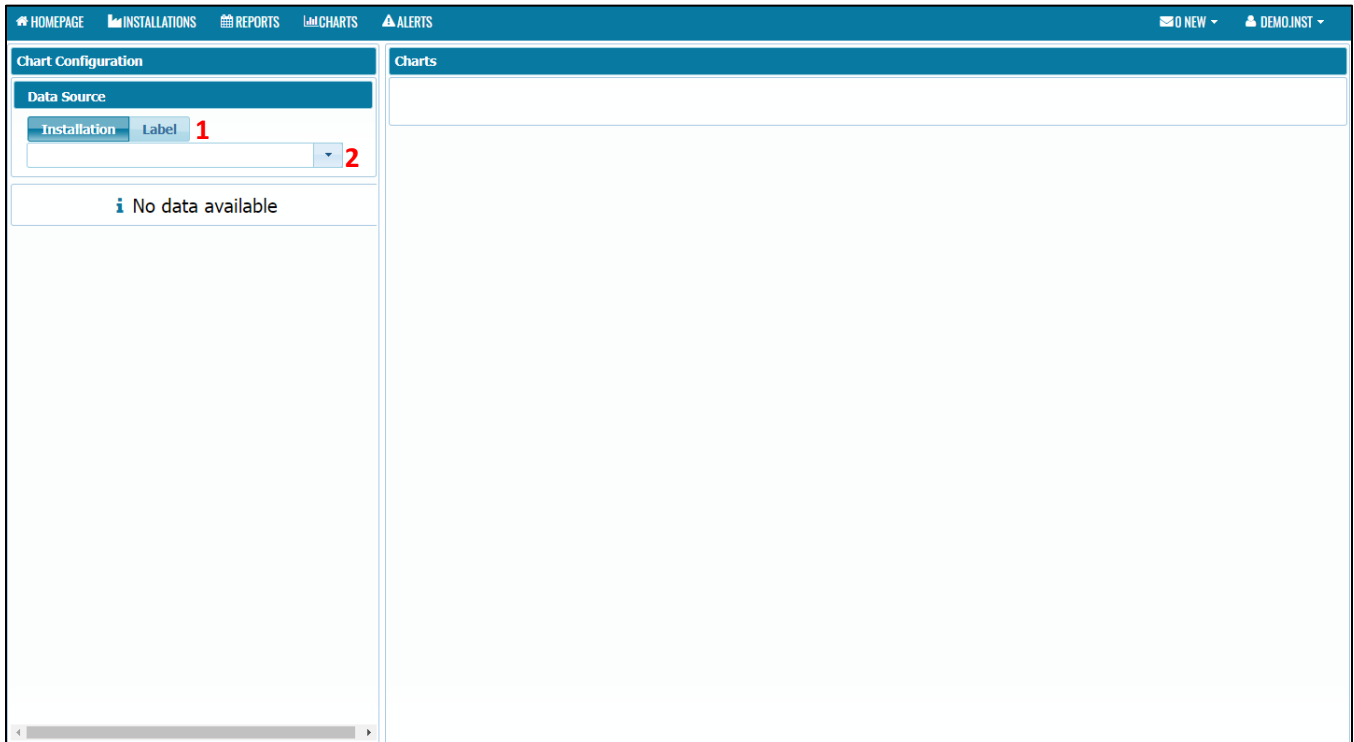 HOMEPAGE INSTALLATIONS REPORTS CHARTS ALERTS 0 NEW DEMO.INST
Chart Configuration
Data Source
Installation Label 1
2
No data available
Charts